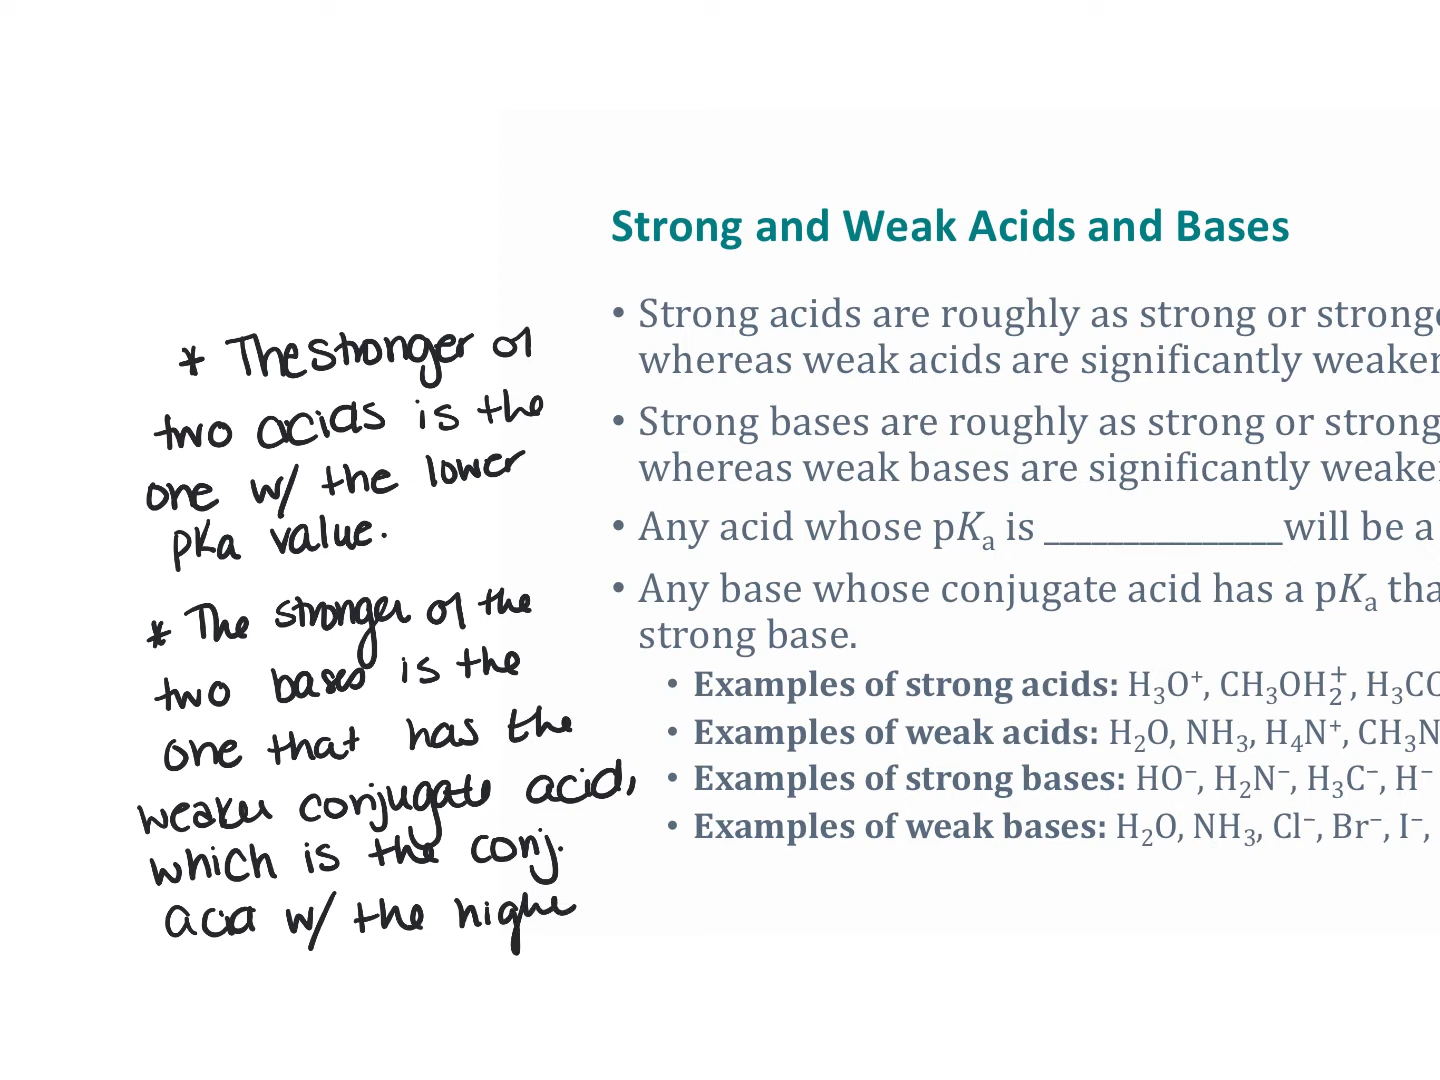 Strong and Weak Acids and Bases
• Strong acids are roughly as strong or stronge
whereas weak acids are significantly weaker
• Strong bases are roughly as strong or strong
whereas weak bases are significantly weake
• Any acid whose pKₐ is ______________will be a
• Any base whose conjugate acid has a pKₐ tha
strong base.
• Examples of strong acids: H₃O⁺, CH₃OH₂⁺, H₃CO
• Examples of weak acids: H₂O, NH₃, H₄N⁺, CH₃N
• Examples of strong bases: HO⁻, H₂N⁻, H₃C⁻, H⁻
• Examples of weak bases: H₂O, NH₃, Cl⁻, Br⁻, I⁻,
* The stronger of
two acids is the
one w/ the lower
pKa value.
* The stronger of the
two bases is the
one that has the
weaker conjugate acid,
which is the conj.
acid w/ the highe